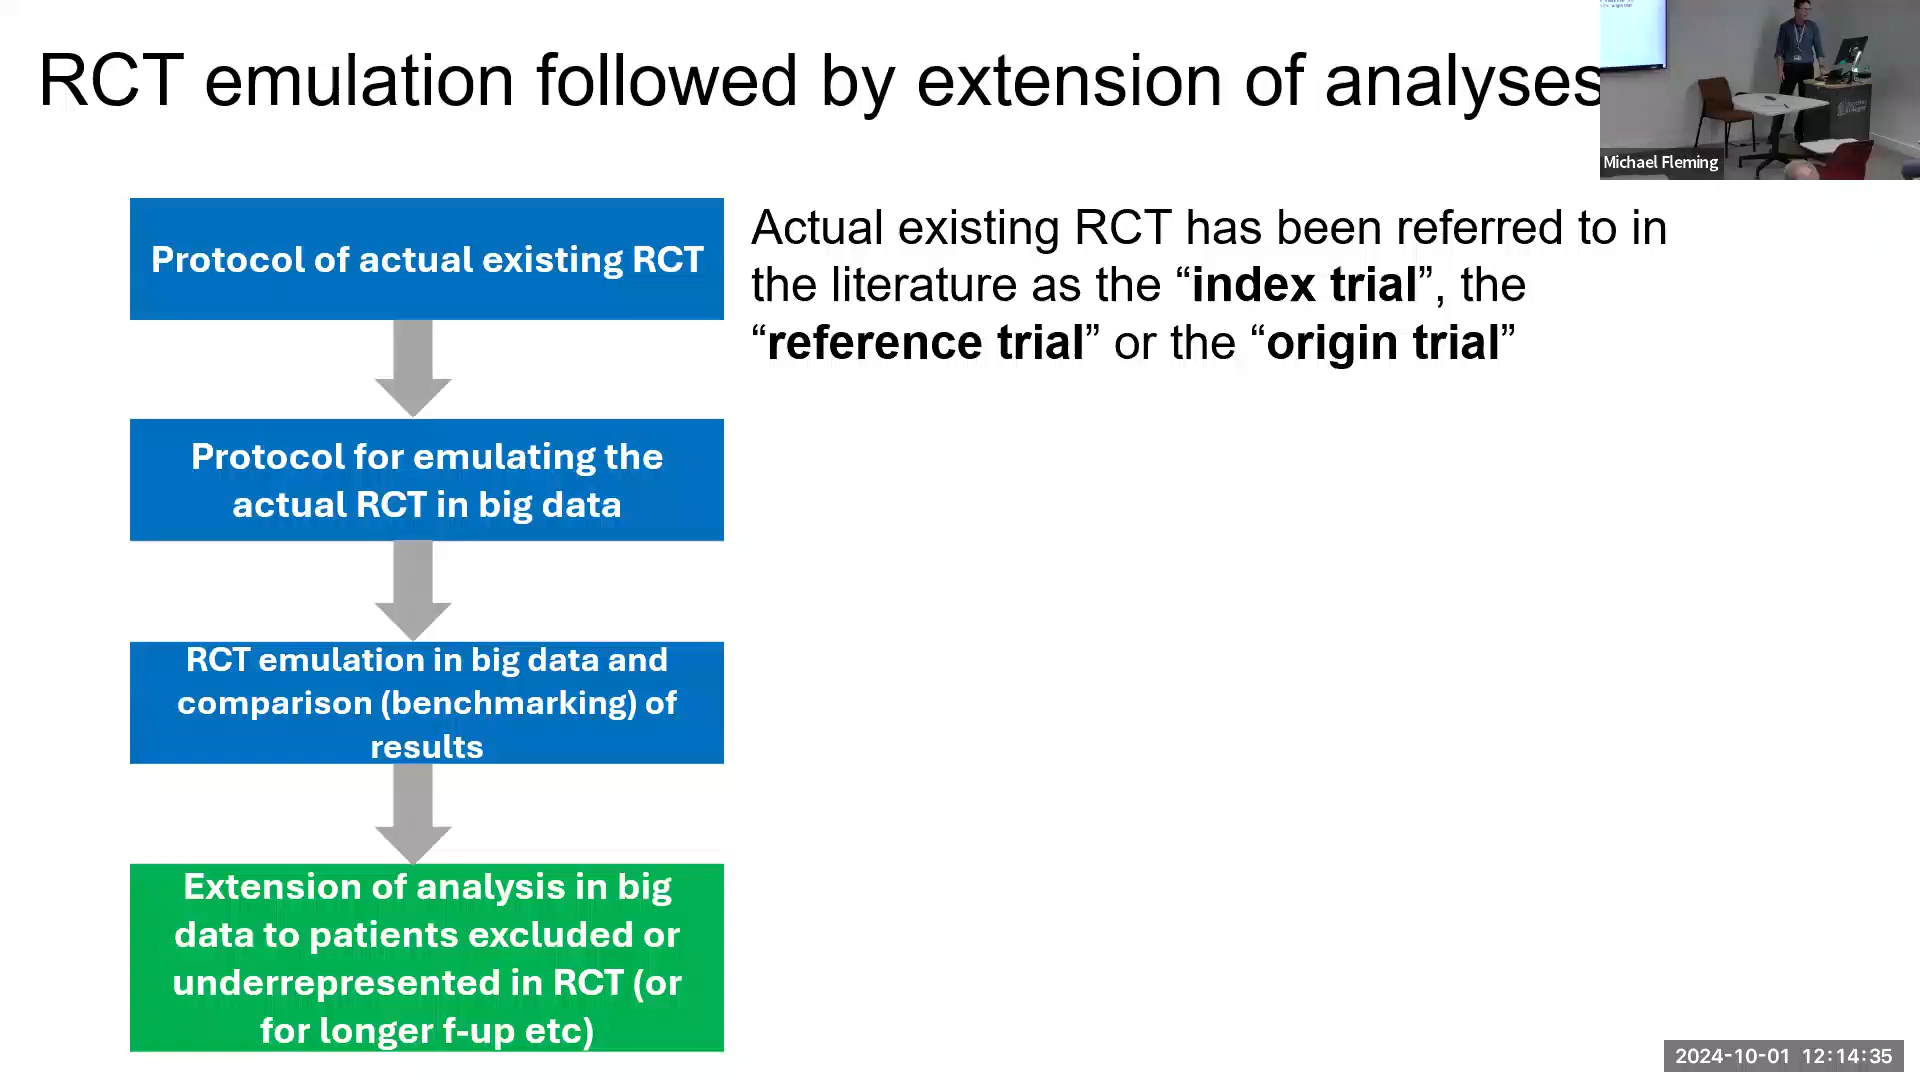 RCT emulation followed by extension of analyses
Michael Fleming
Protocol of actual existing RCT
Actual existing RCT has been referred to in
the literature as the “index trial”, the
“reference trial” or the “origin trial”
Protocol for emulating the
actual RCT in big data
RCT emulation in big data and
comparison (benchmarking) of
results
Extension of analysis in big
data to patients excluded or
underrepresented in RCT (or
for longer f-up etc)
2024-10-01 12:14:35